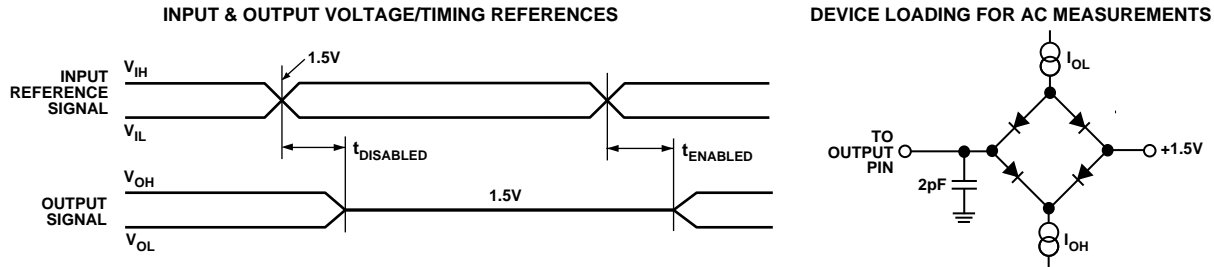 INPUT & OUTPUT VOLTAGE/TIMING REFERENCES
DEVICE LOADING FOR AC MEASUREMENTS
1.5V
INPUT
REFERENCE
SIGNAL
VIH
VIL
tDISABLED
tENABLED
OUTPUT
SIGNAL
VOH
VOL
1.5V
IOL
TO
OUTPUT
PIN
+1.5V
2pF
IOH